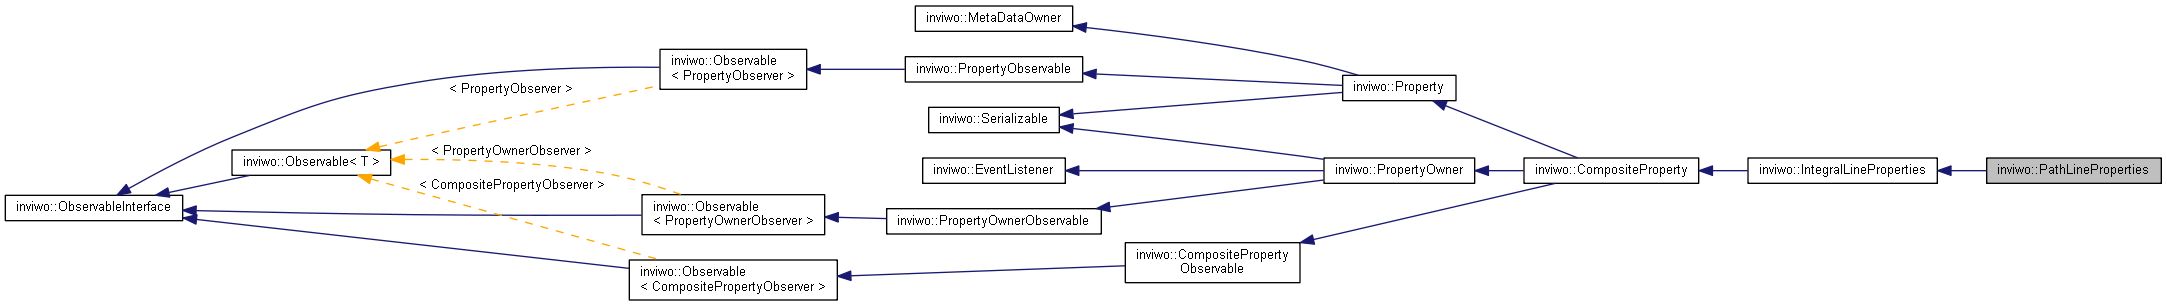 inviwo::MetaDataOwner
inviwo::Observable
< PropertyObserver >
inviwo::PropertyObservable
< PropertyObserver >
inviwo::Property
inviwo::Serializable
inviwo::Observable< T >
< PropertyOwnerObserver >
inviwo::EventListener
inviwo::PropertyOwner
inviwo::CompositeProperty
inviwo::IntegralLineProperties
inviwo::PathLineProperties
< CompositePropertyObserver >
inviwo::ObservableInterface
inviwo::Observable
< PropertyOwnerObserver >
inviwo::PropertyOwnerObservable
inviwo::CompositeProperty
Observable
inviwo::Observable
< CompositePropertyObserver >